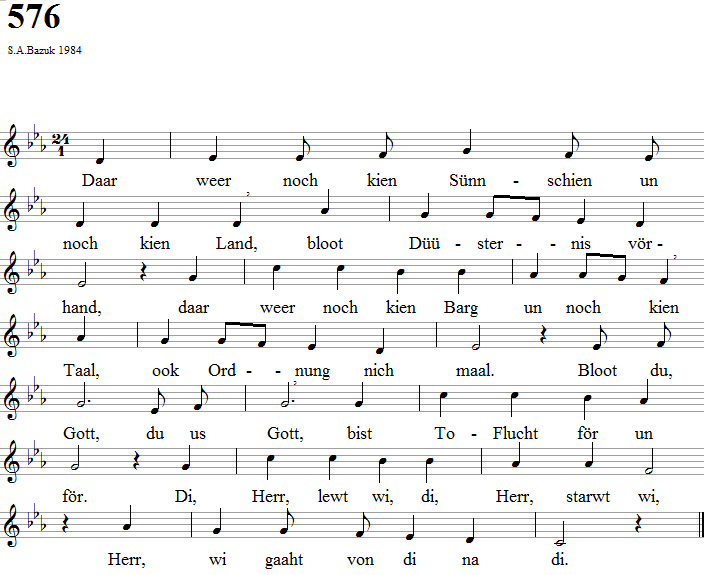 576
S.A.Bazuk 1984
24
1
Daar weer noch kien Sünn - schien un
noch kien Land, bloot Düü - ster - - nis vör-
hand, daar weer noch kien Barg un noch kien
Taal, ook Ord - - nung nich maal. Bloot du,
Gott, du us Gott, bist To - Flucht för un
för. Di, Herr, lewt wi, di, Herr, starwt wi,
Herr, wi gaaht von di na di.